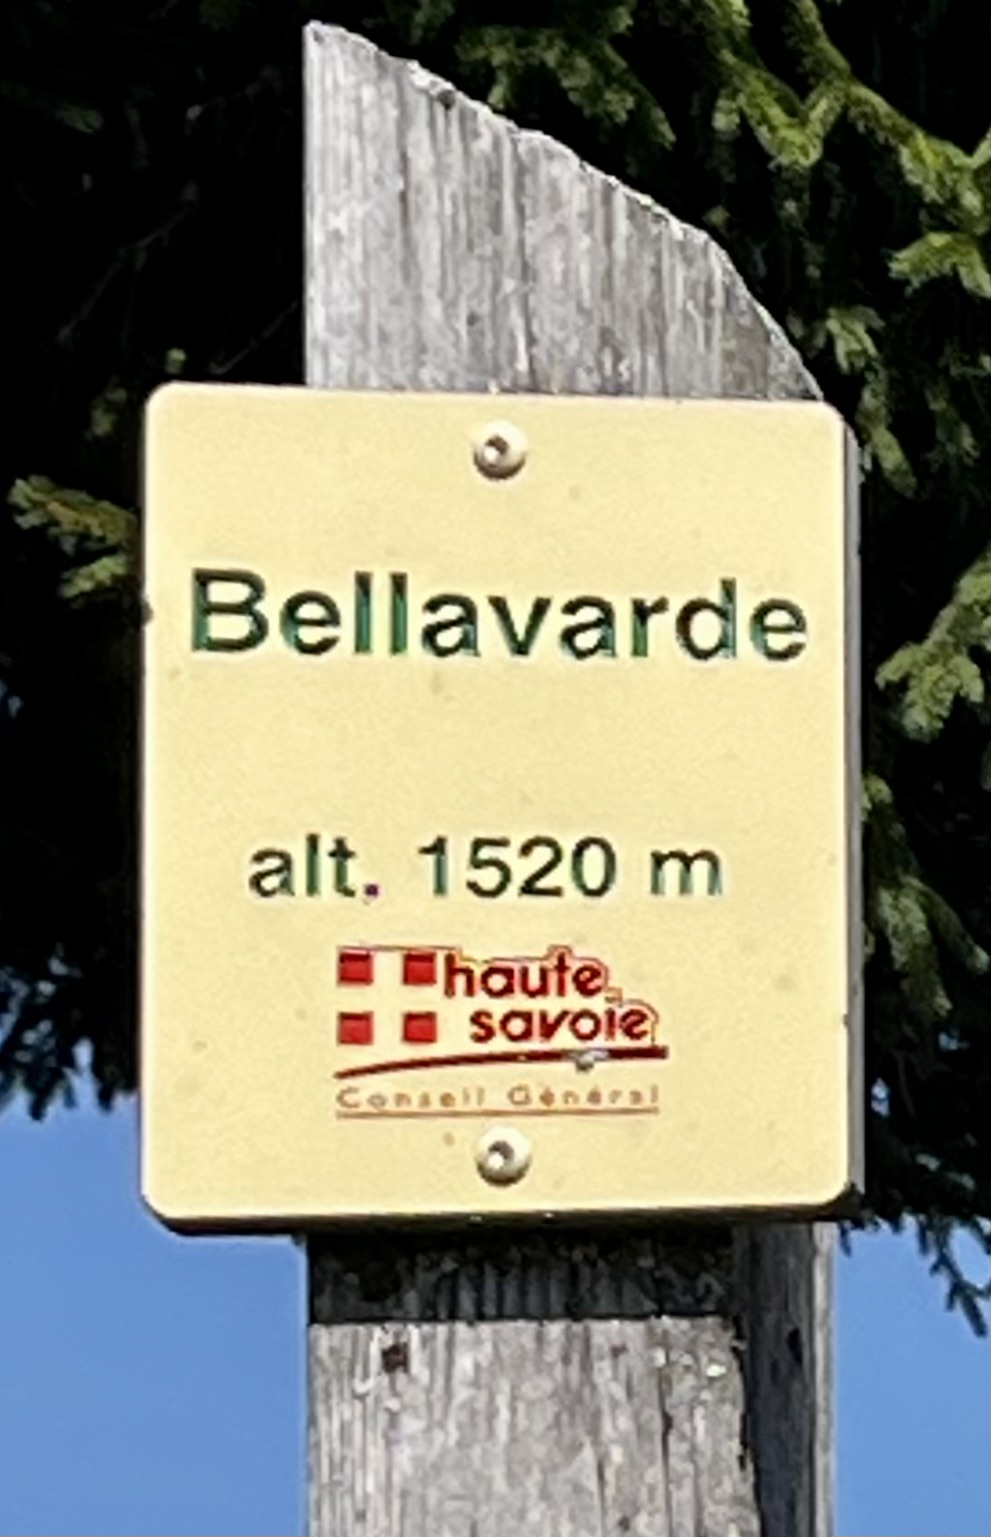 Bellavarde
alt. 1520 m
haute
savoie
Conseil Général